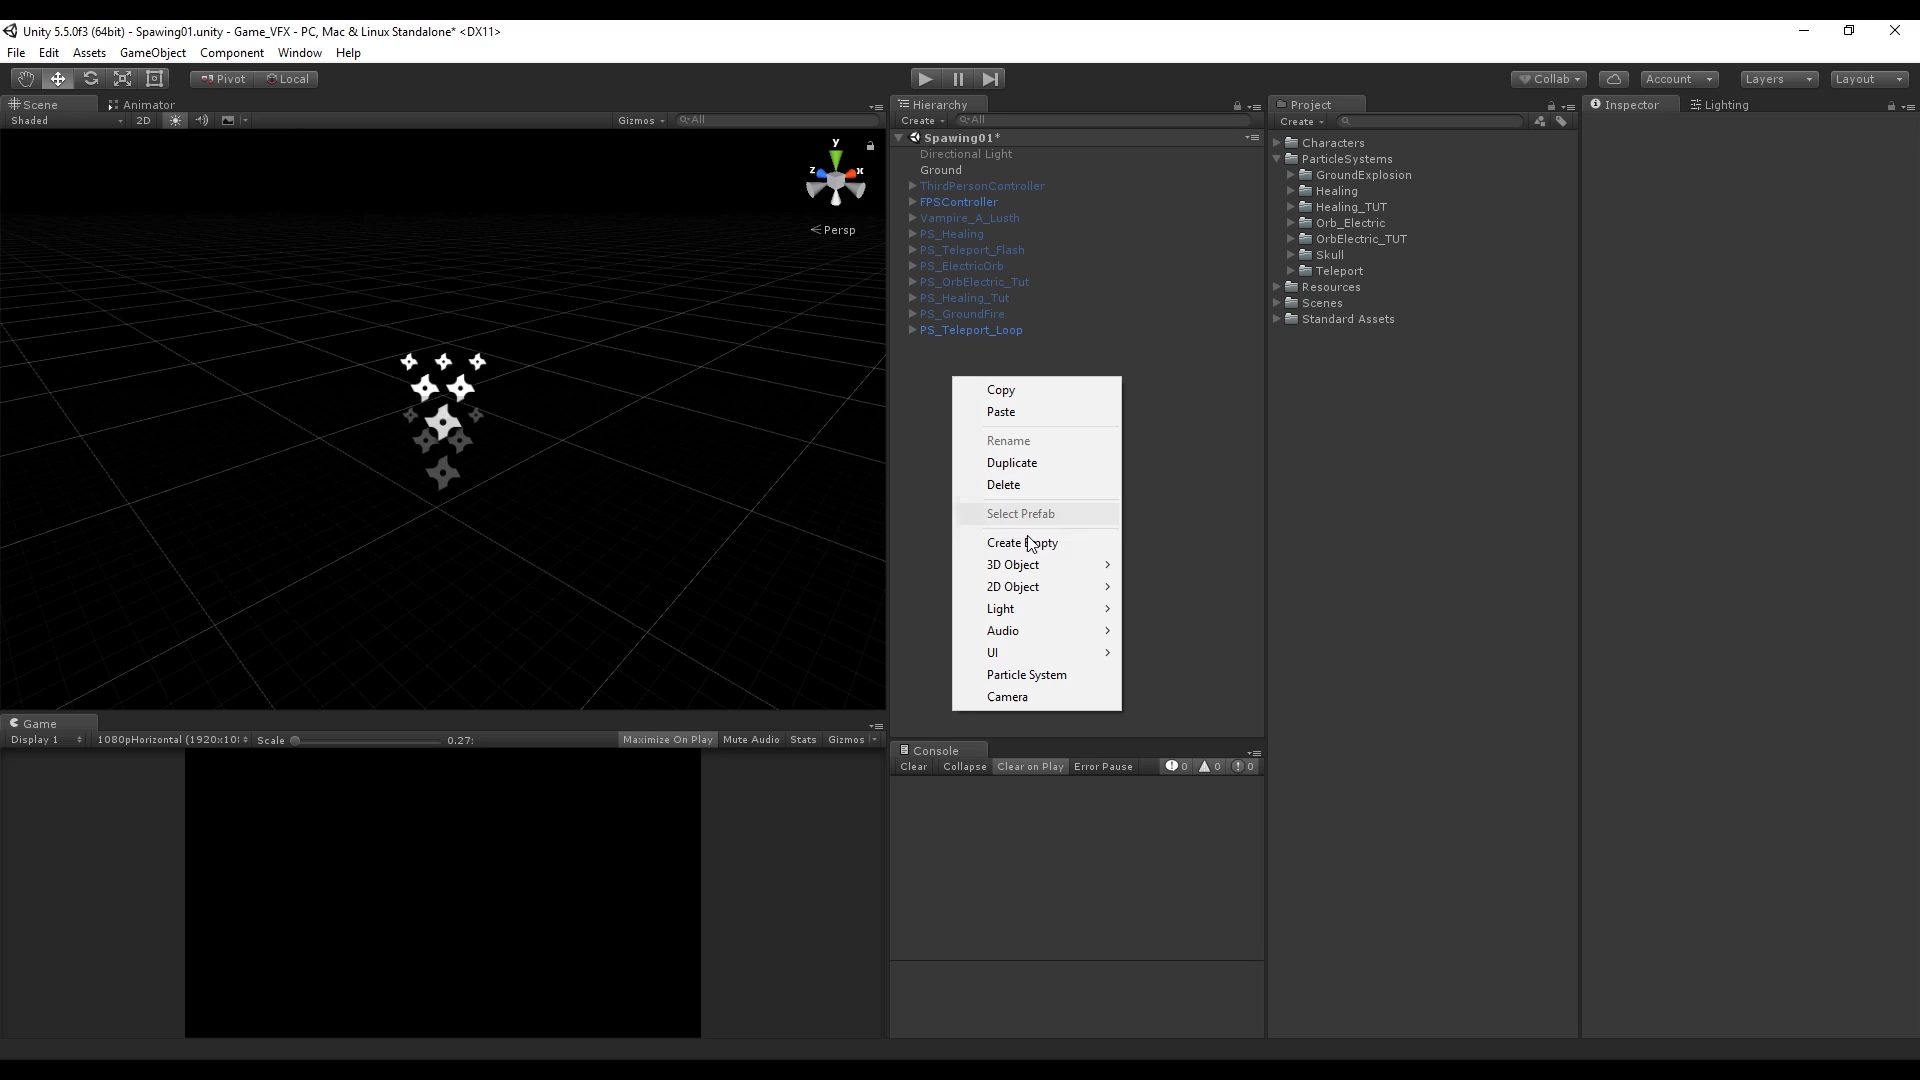 Unity 5.5.0f3 (64bit) - Spawing01.unity - Game_VFX - PC, Mac & Linux Standalone* <DX11>
File Edit Assets GameObject Component Window Help
Pivot Local
Collab Account Layers Layout
Scene Animator
Shaded 2D Gizmos All
y
z x
Persp
Hierarchy
Create All
Spawing01*
Directional Light
Ground
ThirdPersonController
FPSController
Vampire_A_Lusth
PS_Healing
PS_Teleport_Flash
PS_ElectricOrb
PS_OrbElectric_Tut
PS_Healing_Tut
PS_GroundFire
PS_Teleport_Loop
Copy
Paste
Rename
Duplicate
Delete
Select Prefab
Create Empty
3D Object
2D Object
Light
Audio
UI
Particle System
Camera
Project
Create
Characters
ParticleSystems
GroundExplosion
Healing
Healing_TUT
Orb_Electric
OrbElectric_TUT
Skull
Teleport
Resources
Scenes
Standard Assets
Inspector Lighting
Game
Display 1 1080pHorizontal (1920x10 Scale 0.27: Maximize On Play Mute Audio Stats Gizmos
Console
Clear Collapse Clear on Play Error Pause 0 0 0